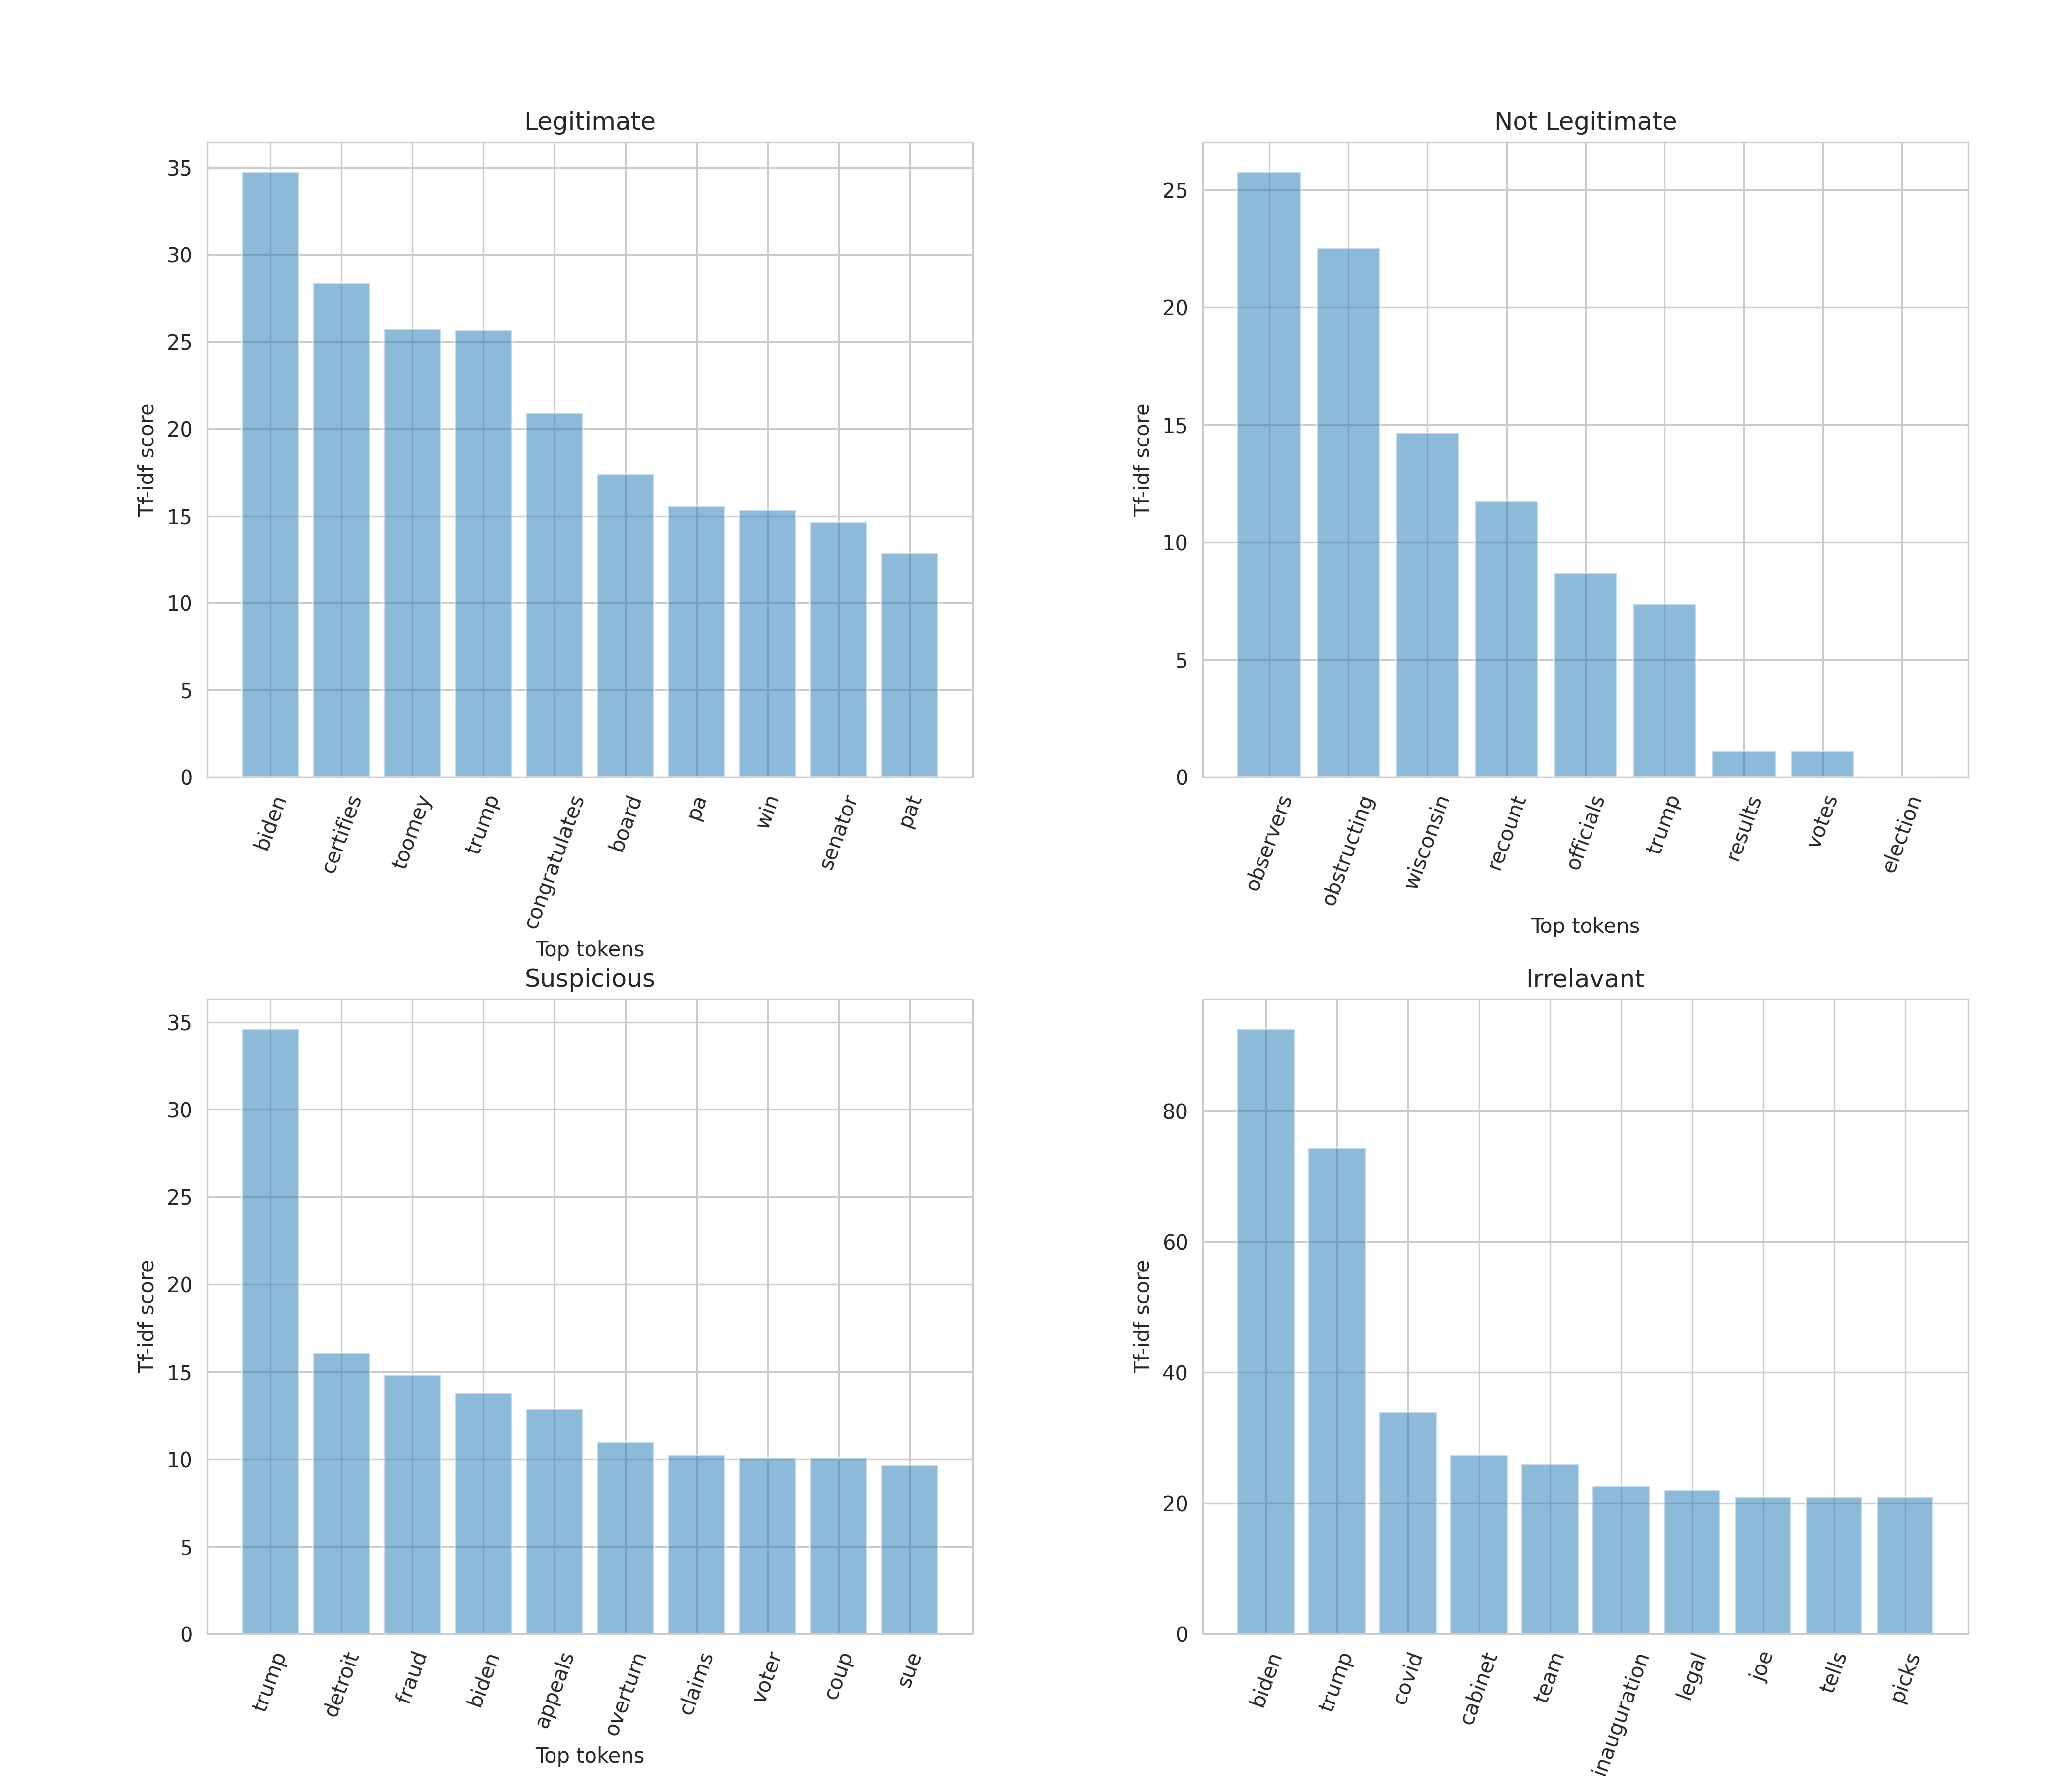 Legitimate
Tf-idf score
35
30
25
20
15
10
5
0
biden
certifies
toomey
trump
congratulates
board
pa
win
senator
pat
Top tokens
Not Legitimate
Tf-idf score
25
20
15
10
5
0
observers
obstructing
wisconsin
recount
officials
trump
results
votes
election
Top tokens
Suspicious
Tf-idf score
35
30
25
20
15
10
5
0
trump
detroit
fraud
biden
appeals
overturn
claims
voter
coup
sue
Top tokens
Irrelavant
Tf-idf score
80
60
40
20
0
biden
trump
covid
cabinet
team
inauguration
legal
joe
tells
picks